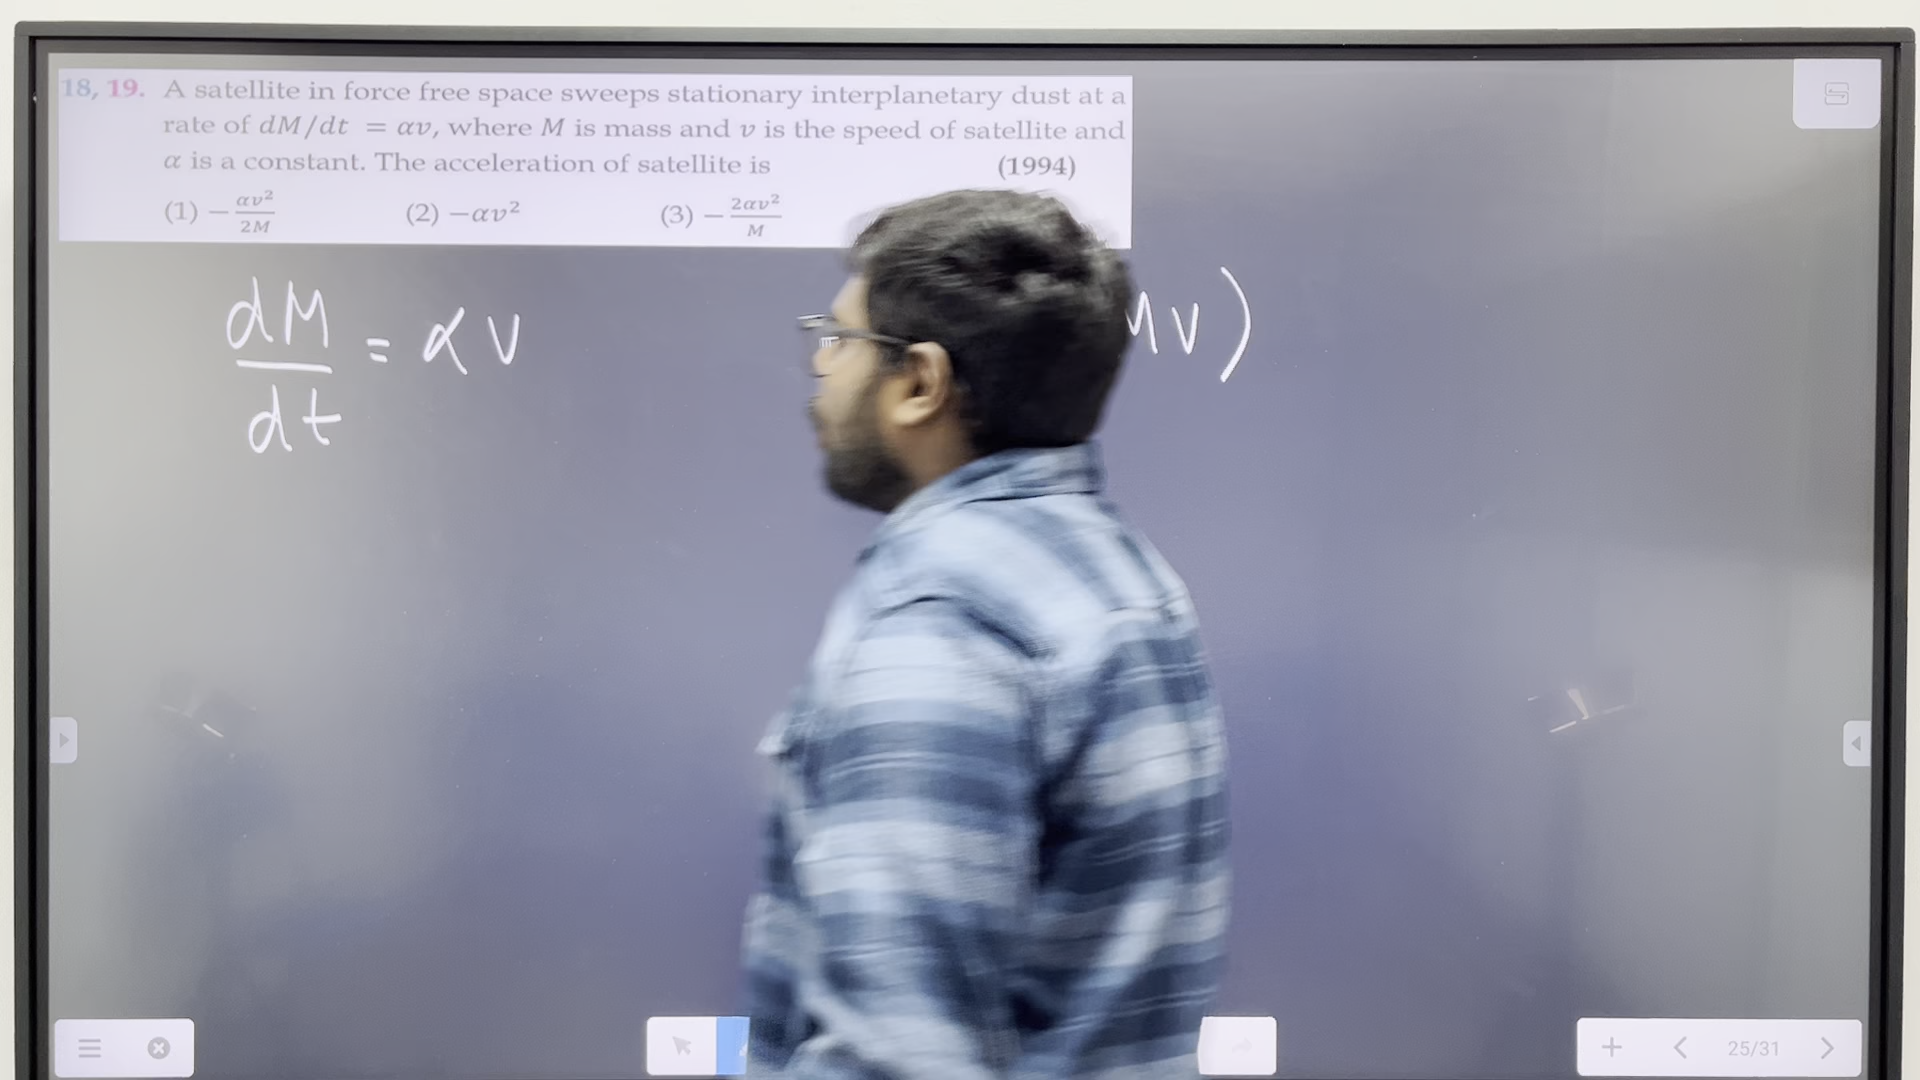 18, 19. A satellite in force free space sweeps stationary interplanetary dust at a
rate of dM/dt = αv, where M is mass and v is the speed of satellite and
α is a constant. The acceleration of satellite is (1994)
(1) −αv²/2M (2) −αv² (3) −2αv²/M
dM/dt = αv v)
25/31